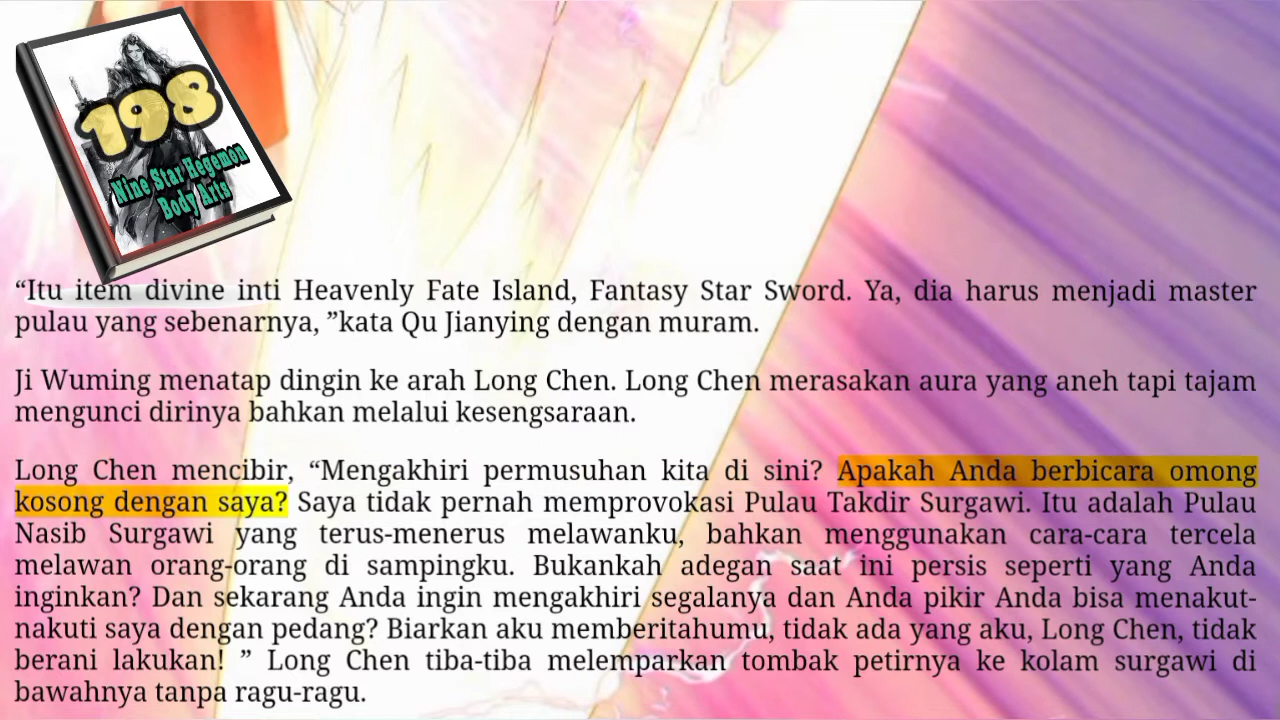 198
Nine Star Hegemon
Body Arts
“Itu item divine inti Heavenly Fate Island, Fantasy Star Sword. Ya, dia harus menjadi master
pulau yang sebenarnya, ”kata Qu Jianying dengan muram.
Ji Wuming menatap dingin ke arah Long Chen. Long Chen merasakan aura yang aneh tapi tajam
mengunci dirinya bahkan melalui kesengsaraan.
Long Chen mencibir, “Mengakhiri permusuhan kita di sini? Apakah Anda berbicara omong
kosong dengan saya? Saya tidak pernah memprovokasi Pulau Takdir Surgawi. Itu adalah Pulau
Nasib Surgawi yang terus-menerus melawanku, bahkan menggunakan cara-cara tercela
melawan orang-orang di sampingku. Bukankah adegan saat ini persis seperti yang Anda
inginkan? Dan sekarang Anda ingin mengakhiri segalanya dan Anda pikir Anda bisa menakut-
nakuti saya dengan pedang? Biarkan aku memberitahumu, tidak ada yang aku, Long Chen, tidak
berani lakukan! ” Long Chen tiba-tiba melemparkan tombak petirnya ke kolam surgawi di
bawahnya tanpa ragu-ragu.